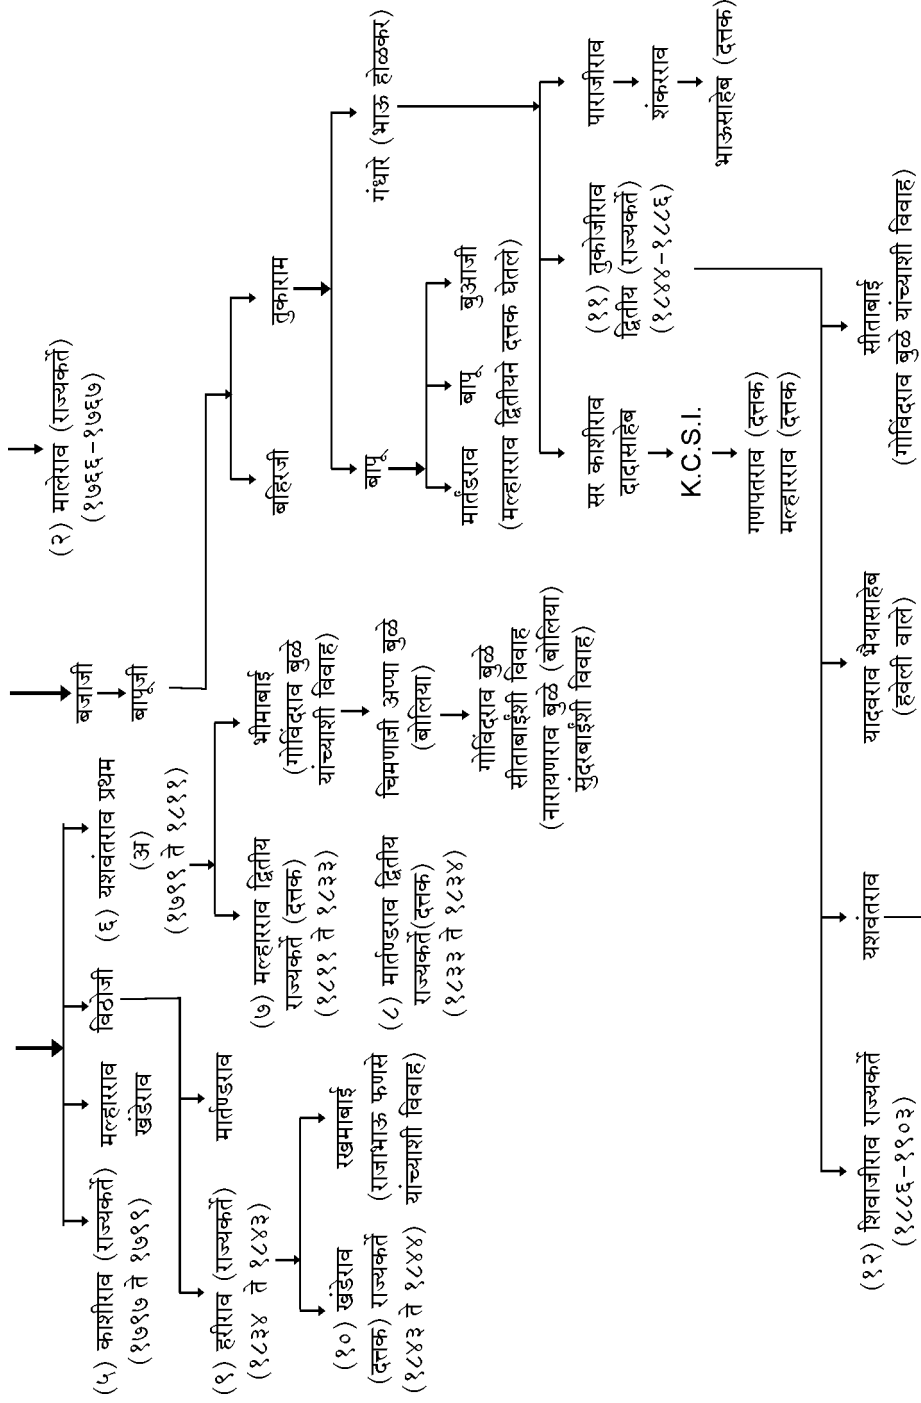 (५) काशीराव (राज्यकर्ते)
(१७९७ ते १७९९)
मल्हारराव
खंडेराव
विठोजी
(६) यशवंतराव प्रथम
(अ)
(१७९९ ते १८११)
बजाजी
बापूजी
(२) मालेराव (राज्यकर्ते)
(१७६६-१७६७)
(९) हरीराव (राज्यकर्ते)
(१८३४ ते १८४३)
मार्तण्डराव
(७) मल्हारराव द्वितीय
राज्यकर्ते (दत्तक)
(१८११ ते १८३३)
भीमाबाई
(गोविंदराव बुळे
यांच्याशी विवाह)
बहिरजी
तुकाराम
(१०) खंडेराव
(दत्तक) राज्यकर्ते
(१८४३ ते १८४४)
रखमाबाई
(राजाभाऊ फणसे
यांच्याशी विवाह)
(८) मार्तण्डराव द्वितीय
राज्यकर्ते(दत्तक)
(१८३३ ते १८३४)
चिमणाजी अप्पा बुळे
(बोलिया)
बापू
गंधारे (भाऊ होळकर)
गोविंदराव बुळे
सीताबाईशी विवाह
(नारायणराव बुळे (बोलिया)
सुंदरबाईशी विवाह)
मार्तंडराव
बापू
बुआजी
(मल्हारराव द्वितीयने दत्तक घेतले)
सर काशीराव
दादासाहेब
K.C.S.I.
गणपतराव (दत्तक)
मल्हारराव (दत्तक)
(११) तुकोजीराव
द्वितीय (राज्यकर्ते)
(१८४४-१८८६)
पाराजीराव
शंकरराव
भाऊसाहेब (दत्तक)
(१२) शिवाजीराव राज्यकर्ते
(१८८६-१९०३)
यशवंतराव
यादवराव भैयासाहेब
(हवेली वाले)
सीताबाई
(गोविंदराव बुळे यांच्याशी विवाह)